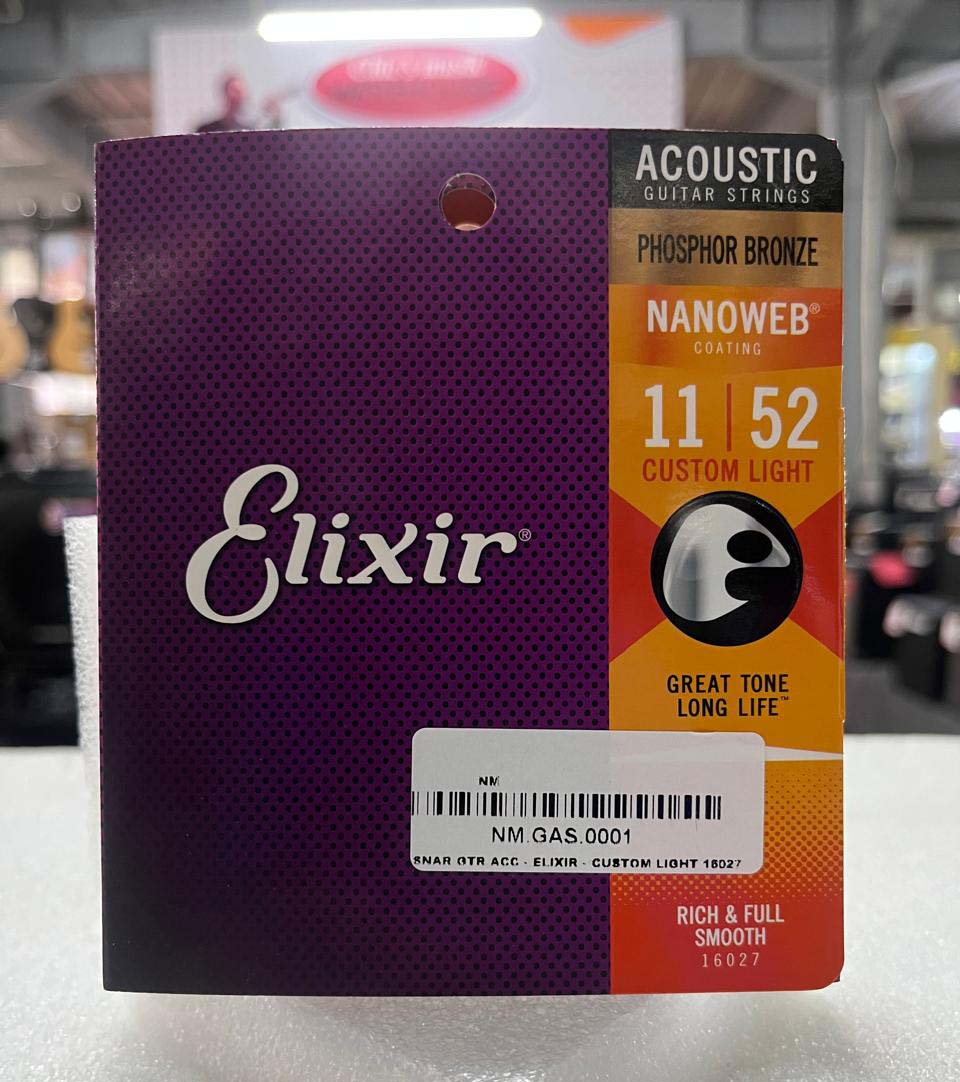 ACOUSTIC
GUITAR STRINGS
PHOSPHOR BRONZE
NANOWEB®
COATING
11 | 52
CUSTOM LIGHT
Elixir®
GREAT TONE
LONG LIFE™
NM
NM.GAS.0001
SNAR GTR ACC - ELIXIR - CUSTOM LIGHT 16027
RICH & FULL
SMOOTH
16027